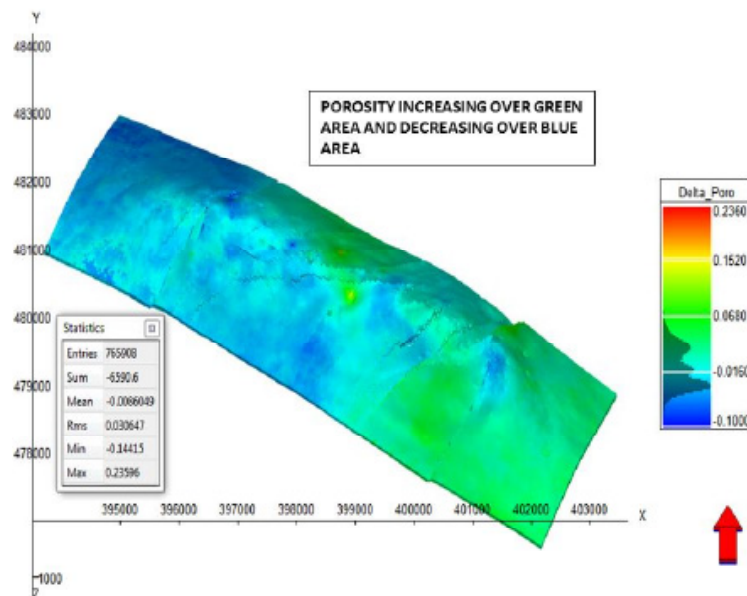 Y
484000
483000
482000
481000
480000
479000
478000
-1000
POROSITY INCREASING OVER GREEN
AREA AND DECREASING OVER BLUE
AREA
Delta_Poro
0.2360
0.1520
0.0680
-0.0160
-0.1000
Statistics
Entries 765908
Sum -6590.6
Mean -0.0086049
Rms 0.030647
Min -0.14415
Max 0.23596
395000 396000 397000 398000 399000 400000 401000 402000 403000
X